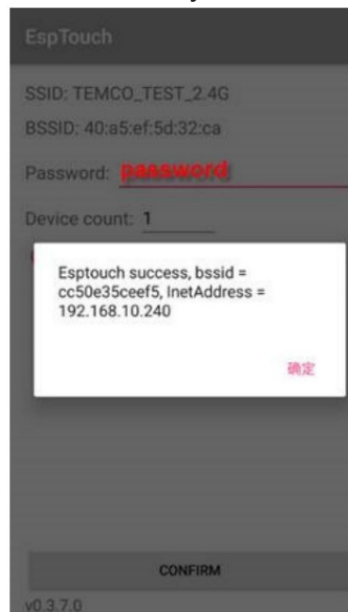 EspTouch
SSID: TEMCO_TEST_2.4G
BSSID: 40:a5:ef:5d:32:ca
Password: password
Device count: 1
Esptouch success, bssid =
cc50e35ceef5, InetAddress =
192.168.10.240
确定
CONFIRM
v0.3.7.0